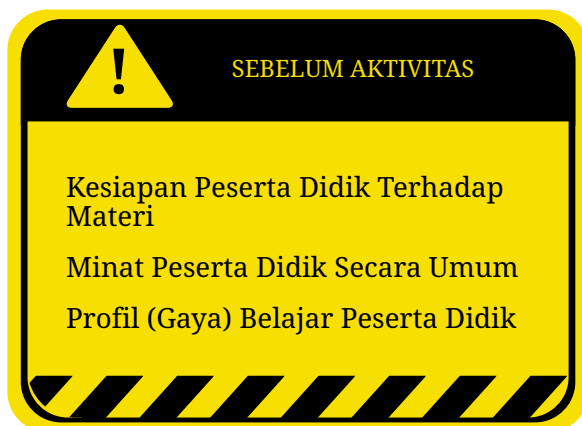 !
SEBELUM AKTIVITAS
Kesiapan Peserta Didik Terhadap
Materi
Minat Peserta Didik Secara Umum
Profil (Gaya) Belajar Peserta Didik